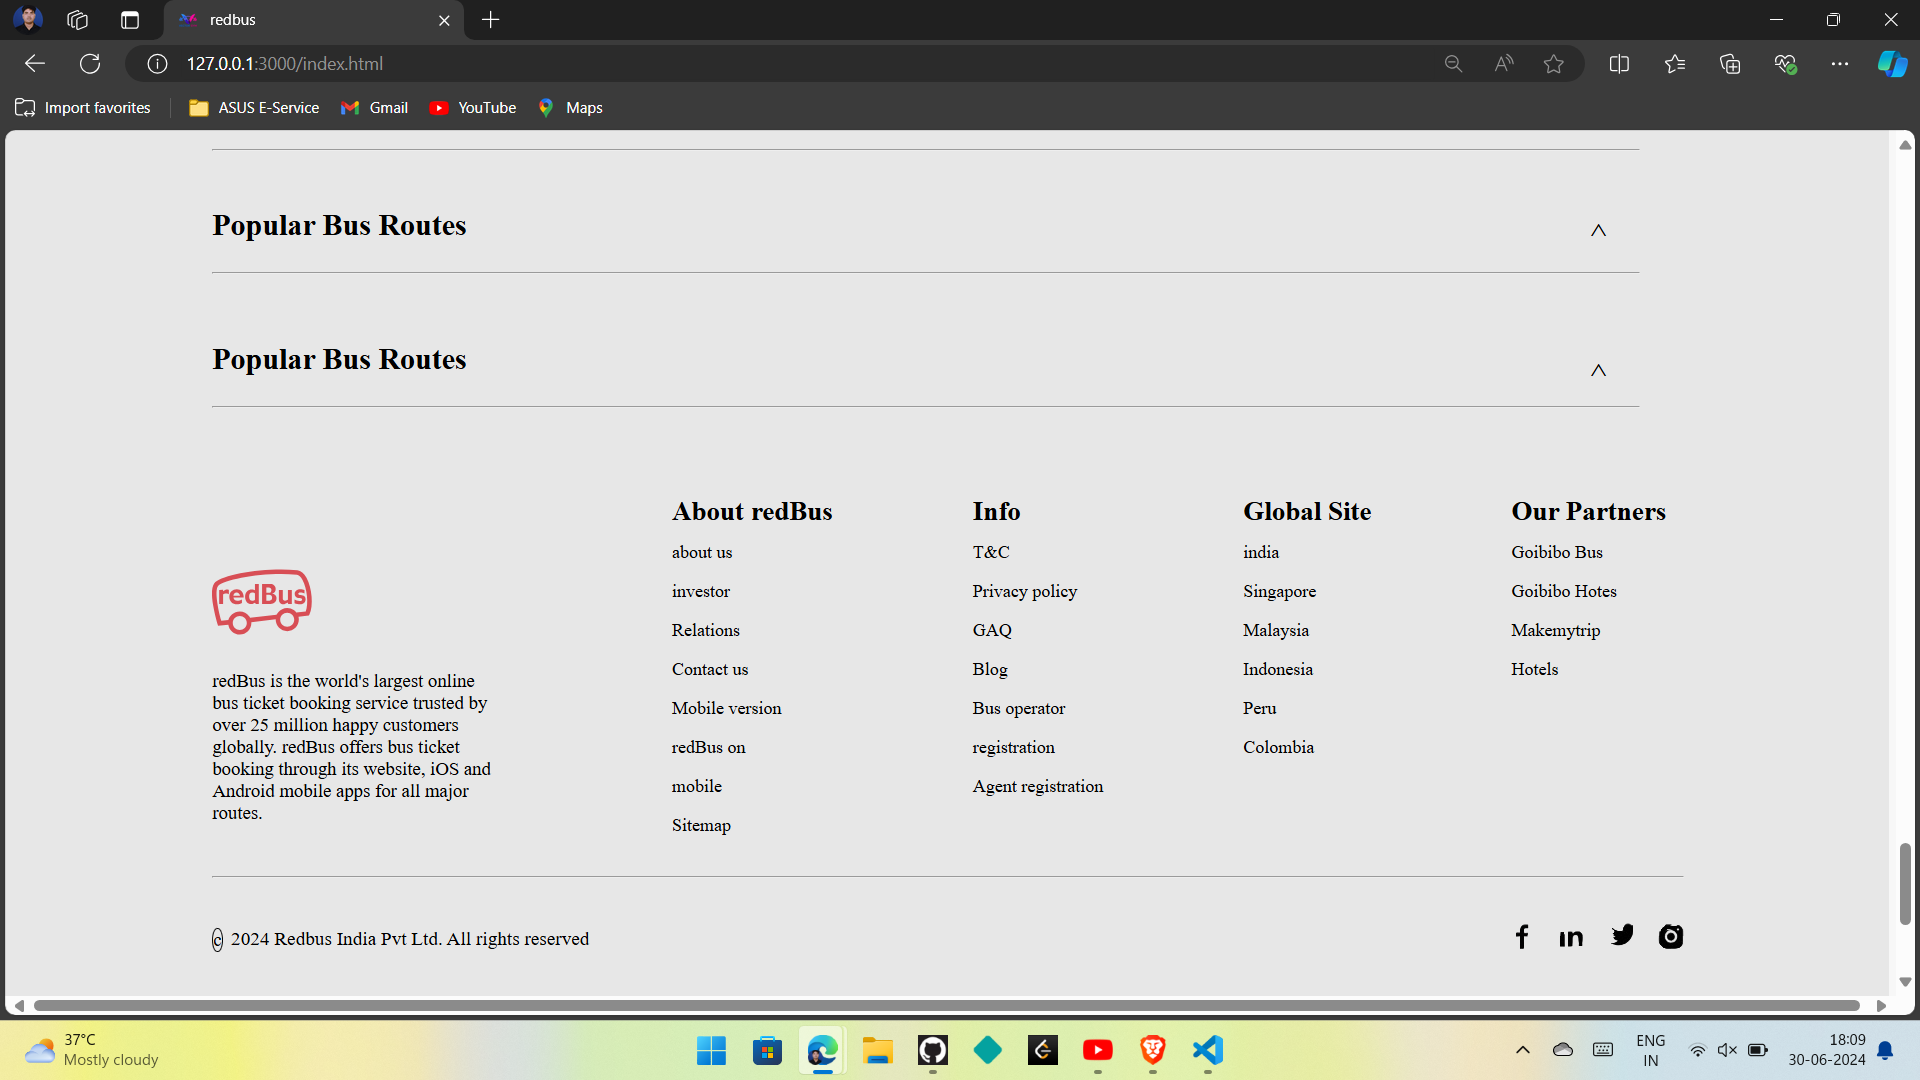 redbus
127.0.0.1:3000/index.html
Import favorites
ASUS E-Service
Gmail
YouTube
Maps
Popular Bus Routes
Popular Bus Routes
redBus
redBus is the world's largest online
bus ticket booking service trusted by
over 25 million happy customers
globally. redBus offers bus ticket
booking through its website, iOS and
Android mobile apps for all major
routes.
About redBus
about us
investor
Relations
Contact us
Mobile version
redBus on
mobile
Sitemap
Info
T&C
Privacy policy
GAQ
Blog
Bus operator
registration
Agent registration
Global Site
india
Singapore
Malaysia
Indonesia
Peru
Colombia
Our Partners
Goibibo Bus
Goibibo Hotes
Makemytrip
Hotels
© 2024 Redbus India Pvt Ltd. All rights reserved
37°C
Mostly cloudy
ENG
IN
18:09
30-06-2024